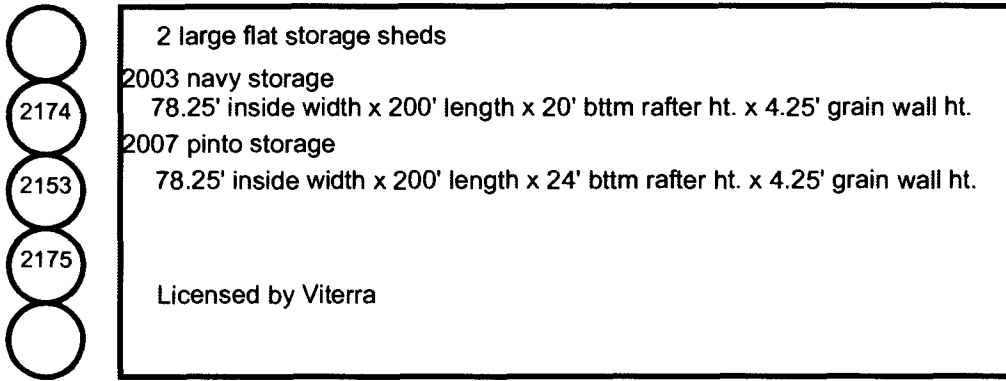 2 large flat storage sheds
2003 navy storage
2174
78.25' inside width x 200' length x 20' bttm rafter ht. x 4.25' grain wall ht.
2007 pinto storage
2153
78.25' inside width x 200' length x 24' bttm rafter ht. x 4.25' grain wall ht.
2175
Licensed by Viterra